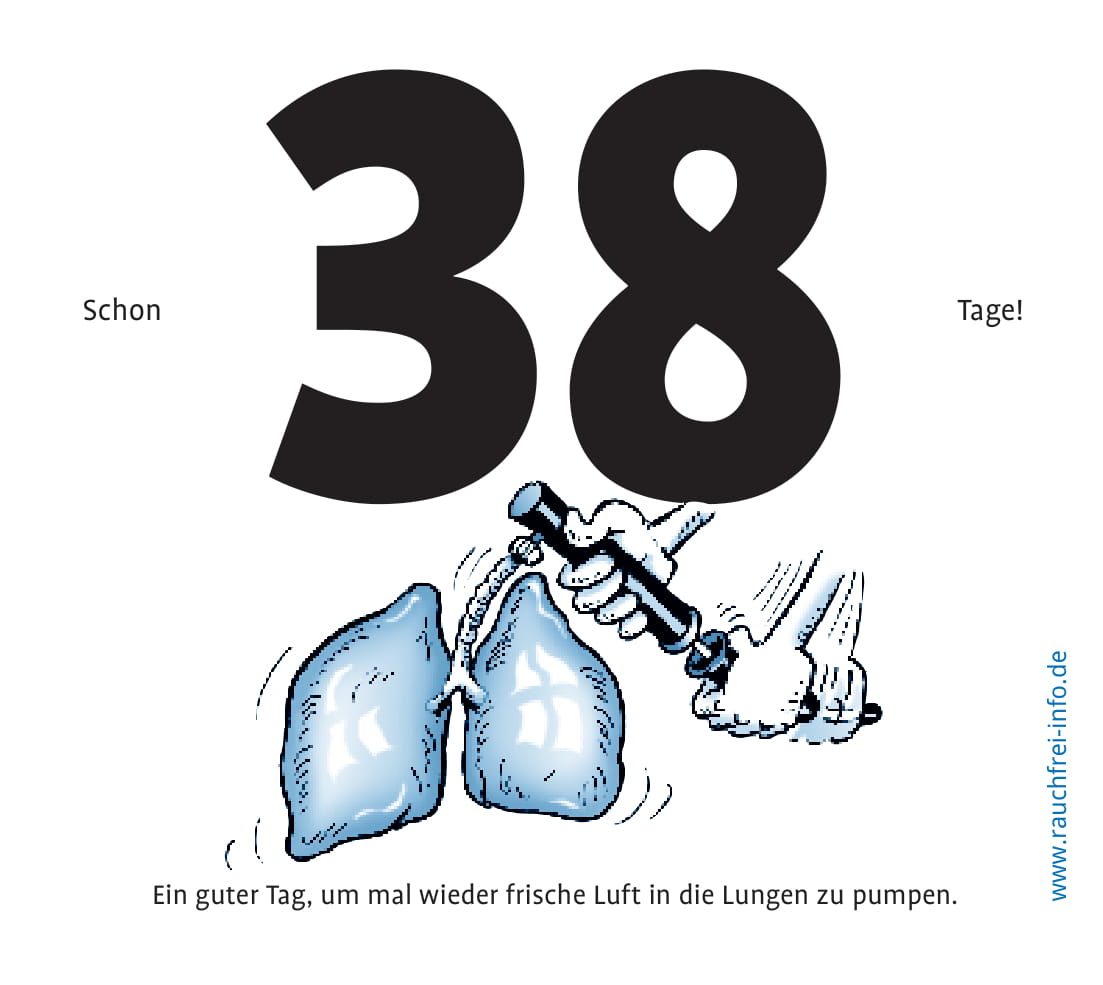 Schon
38
Tage!
Ein guter Tag, um mal wieder frische Luft in die Lungen zu pumpen.
www.rauchfrei-info.de